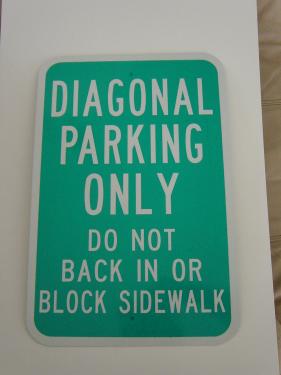 DIAGONAL
PARKING
ONLY
DO NOT
BACK IN OR
BLOCK SIDEWALK